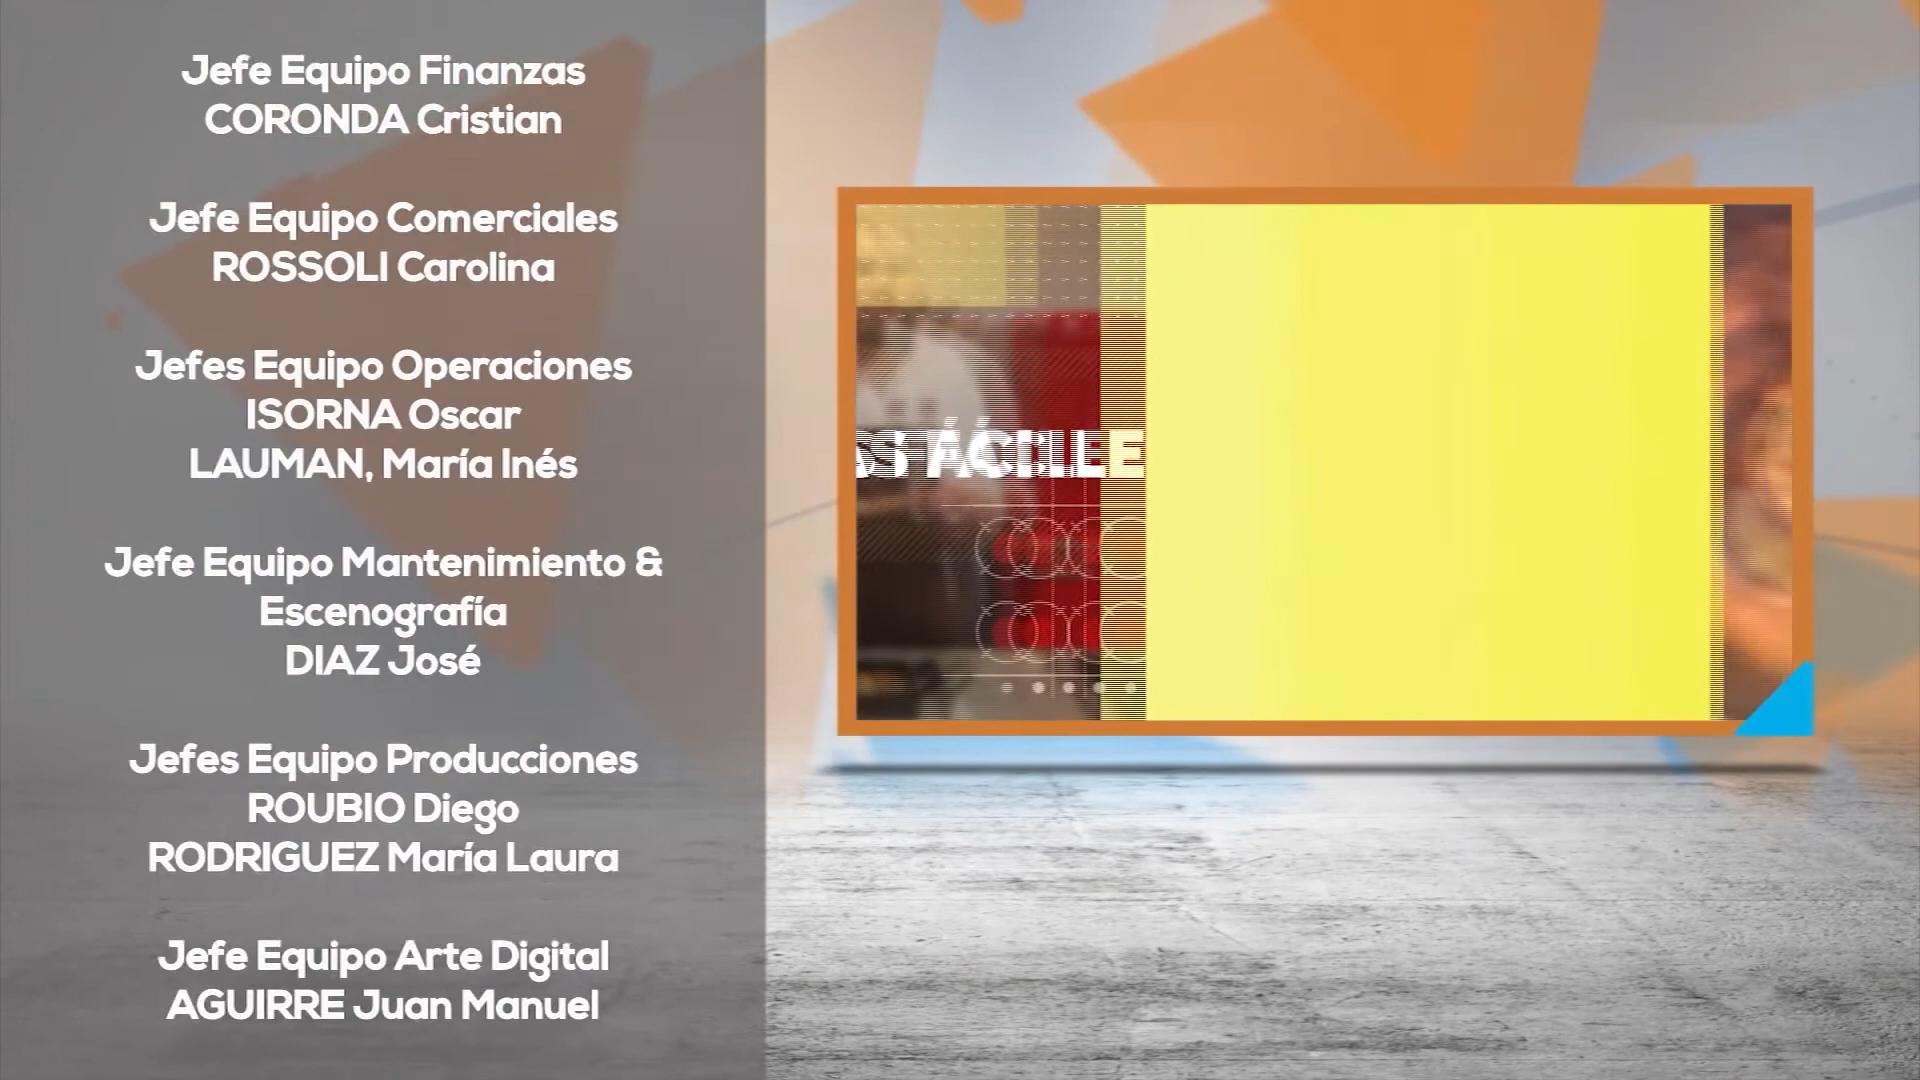 Jefe Equipo Finanzas
CORONDA Cristian
Jefe Equipo Comerciales
ROSSOLI Carolina
Jefes Equipo Operaciones
ISORNA Oscar
LAUMAN, María Inés
Jefe Equipo Mantenimiento &
Escenografía
DIAZ José
Jefes Equipo Producciones
ROUBIO Diego
RODRIGUEZ María Laura
Jefe Equipo Arte Digital
AGUIRRE Juan Manuel